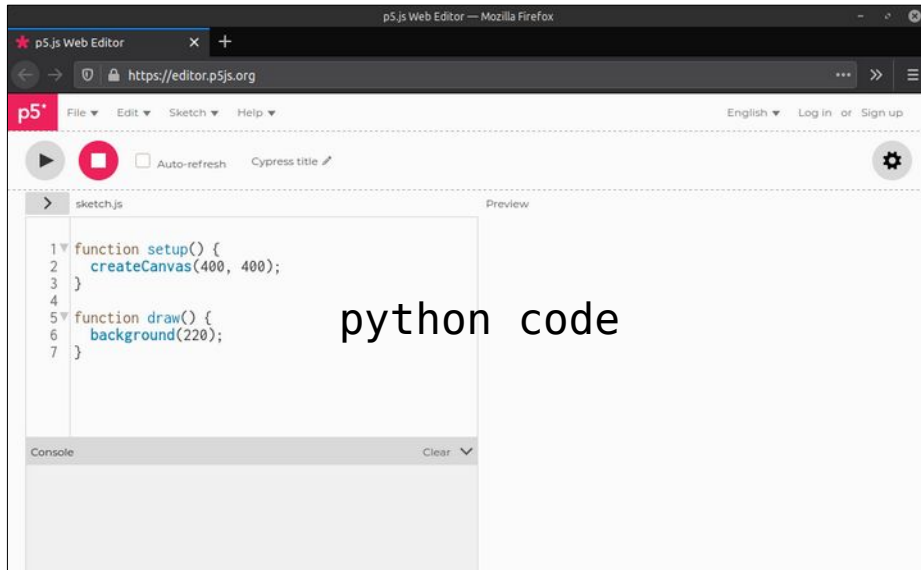 p5.js Web Editor — Mozilla Firefox
p5.js Web Editor
https://editor.p5js.org
p5* File Edit Sketch Help English Log in or Sign up
Auto-refresh Cypress title
sketch.js Preview
1 function setup() {
2 createCanvas(400, 400);
3 }
4
5 function draw() {
6 background(220);
7 }
python code
Console Clear